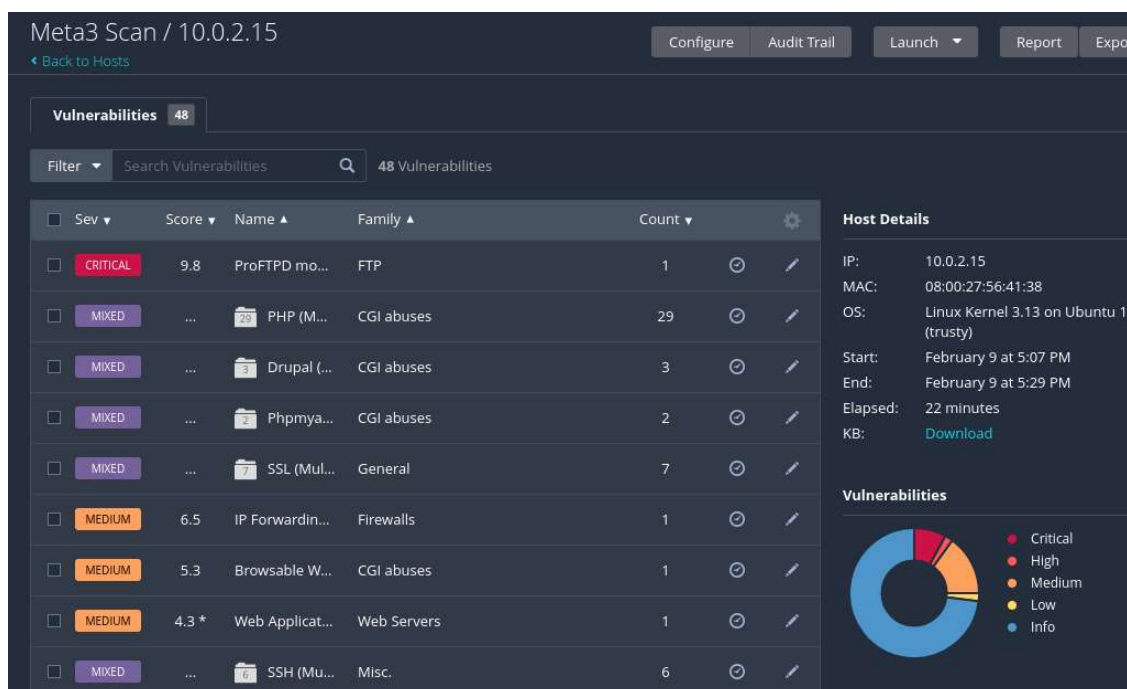 Meta3 Scan / 10.0.2.15
Back to Hosts
Configure Audit Trail Launch Report Expo
Vulnerabilities 48
Filter Search Vulnerabilities 48 Vulnerabilities
Sev Score Name Family Count
CRITICAL 9.8 ProFTPD mo... FTP 1
MIXED ... 29 PHP (M... CGI abuses 29
MIXED ... 3 Drupal (... CGI abuses 3
MIXED ... 2 Phpmya... CGI abuses 2
MIXED ... 7 SSL (Mul... General 7
MEDIUM 6.5 IP Forwardin... Firewalls 1
MEDIUM 5.3 Browsable W... CGI abuses 1
MEDIUM 4.3 * Web Applicat... Web Servers 1
MIXED ... 6 SSH (Mu... Misc. 6
Host Details
IP: 10.0.2.15
MAC: 08:00:27:56:41:38
OS: Linux Kernel 3.13 on Ubuntu 1
(trusty)
Start: February 9 at 5:07 PM
End: February 9 at 5:29 PM
Elapsed: 22 minutes
KB: Download
Vulnerabilities
Critical
High
Medium
Low
Info